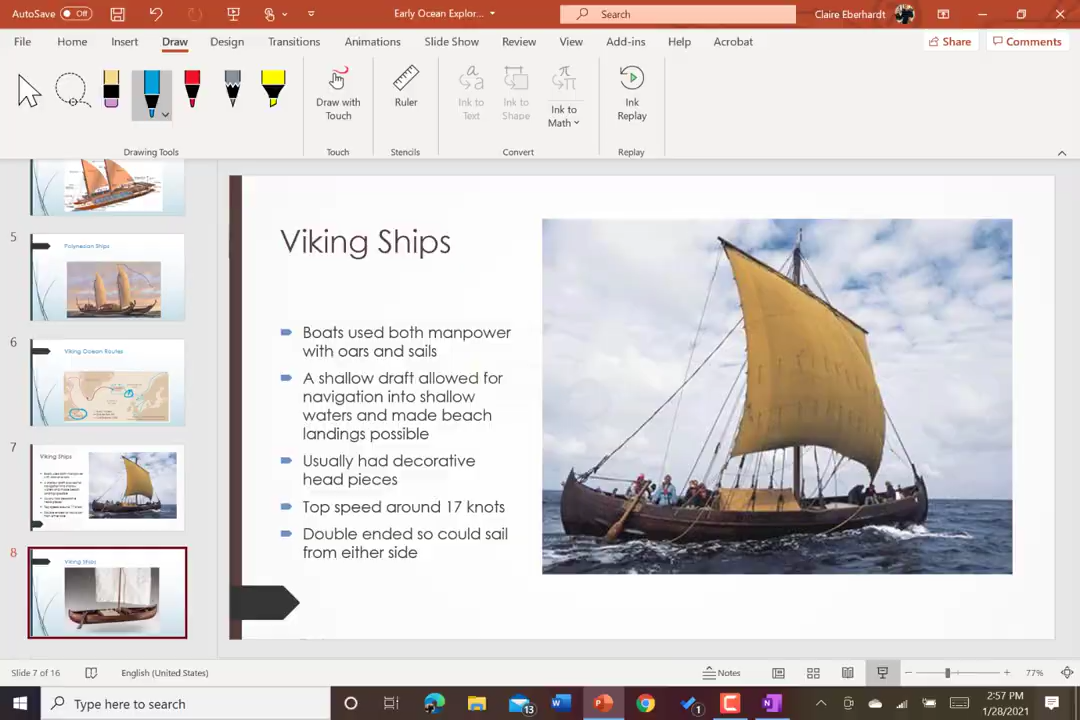 AutoSave Off
Early Ocean Explor...
Search
Claire Eberhardt
File Home Insert Draw Design Transitions Animations Slide Show Review View Add-ins Help Acrobat
Share Comments
Draw with Touch
Ruler
Ink to Text
Ink to Shape
Ink to Math
Ink Replay
Drawing Tools
Touch
Stencils
Convert
Replay
5
Polynesian Ships
6
Viking Ocean Routes
7
Viking Ships
8
Viking Ships
Viking Ships
Boats used both manpower
with oars and sails
A shallow draft allowed for
navigation into shallow
waters and made beach
landings possible
Usually had decorative
head pieces
Top speed around 17 knots
Double ended so could sail
from either side
Slide 7 of 16
English (United States)
Notes
77%
Type here to search
13
1
2:57 PM
1/28/2021